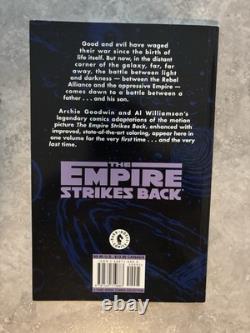 Good and evil have waged
their war since the birth of
life itself. But now, in the distant
corner of the galaxy, far, far
away, the battle between light
and darkness -- between the Rebel
Alliance and the oppressive Empire --
comes down to a battle between a
father . . . and his son.
Archie Goodwin and Al Williamson's
legendary comics adaptations of the motion
picture The Empire Strikes Back, enhanced with
improved, state-of-the-art coloring, appear here in
one volume for the very first time . . . and the very
last time.
THE
EMPIRE
STRIKES BACK